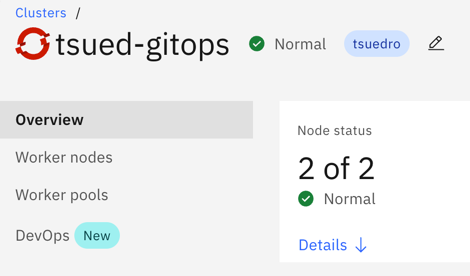 Clusters /
tsued-gitops Normal tsuedro
Overview
Worker nodes
Worker pools
DevOps New
Node status
2 of 2
Normal
Details ↓